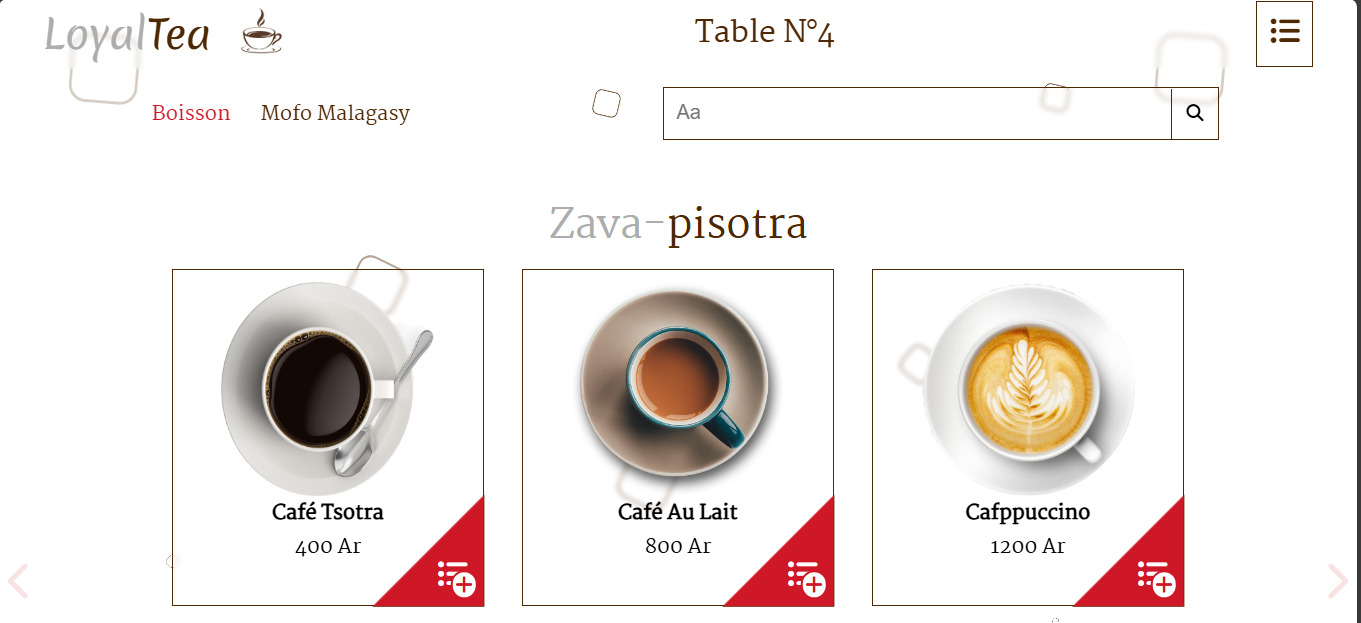 LoyalTea
Table N°4
Boisson Mofo Malagasy
Aa
Zava-pisotra
Café Tsotra
400 Ar
Café Au Lait
800 Ar
Cafppuccino
1200 Ar